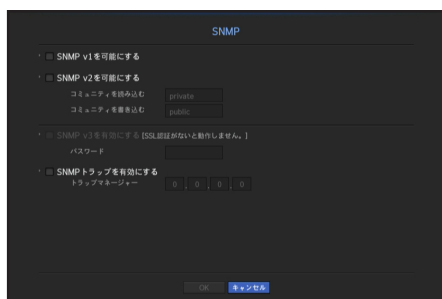 SNMP
SNMP v1を可能にする
SNMP v2を可能にする
コミュニティを読み込む private
コミュニティを書き込む public
SNMP v3を有効にする [SSL認証がないと動作しません。]
パスワード
SNMPトラップを有効にする
トラップマネージャー 0 . 0 . 0 . 0
OK キャンセル